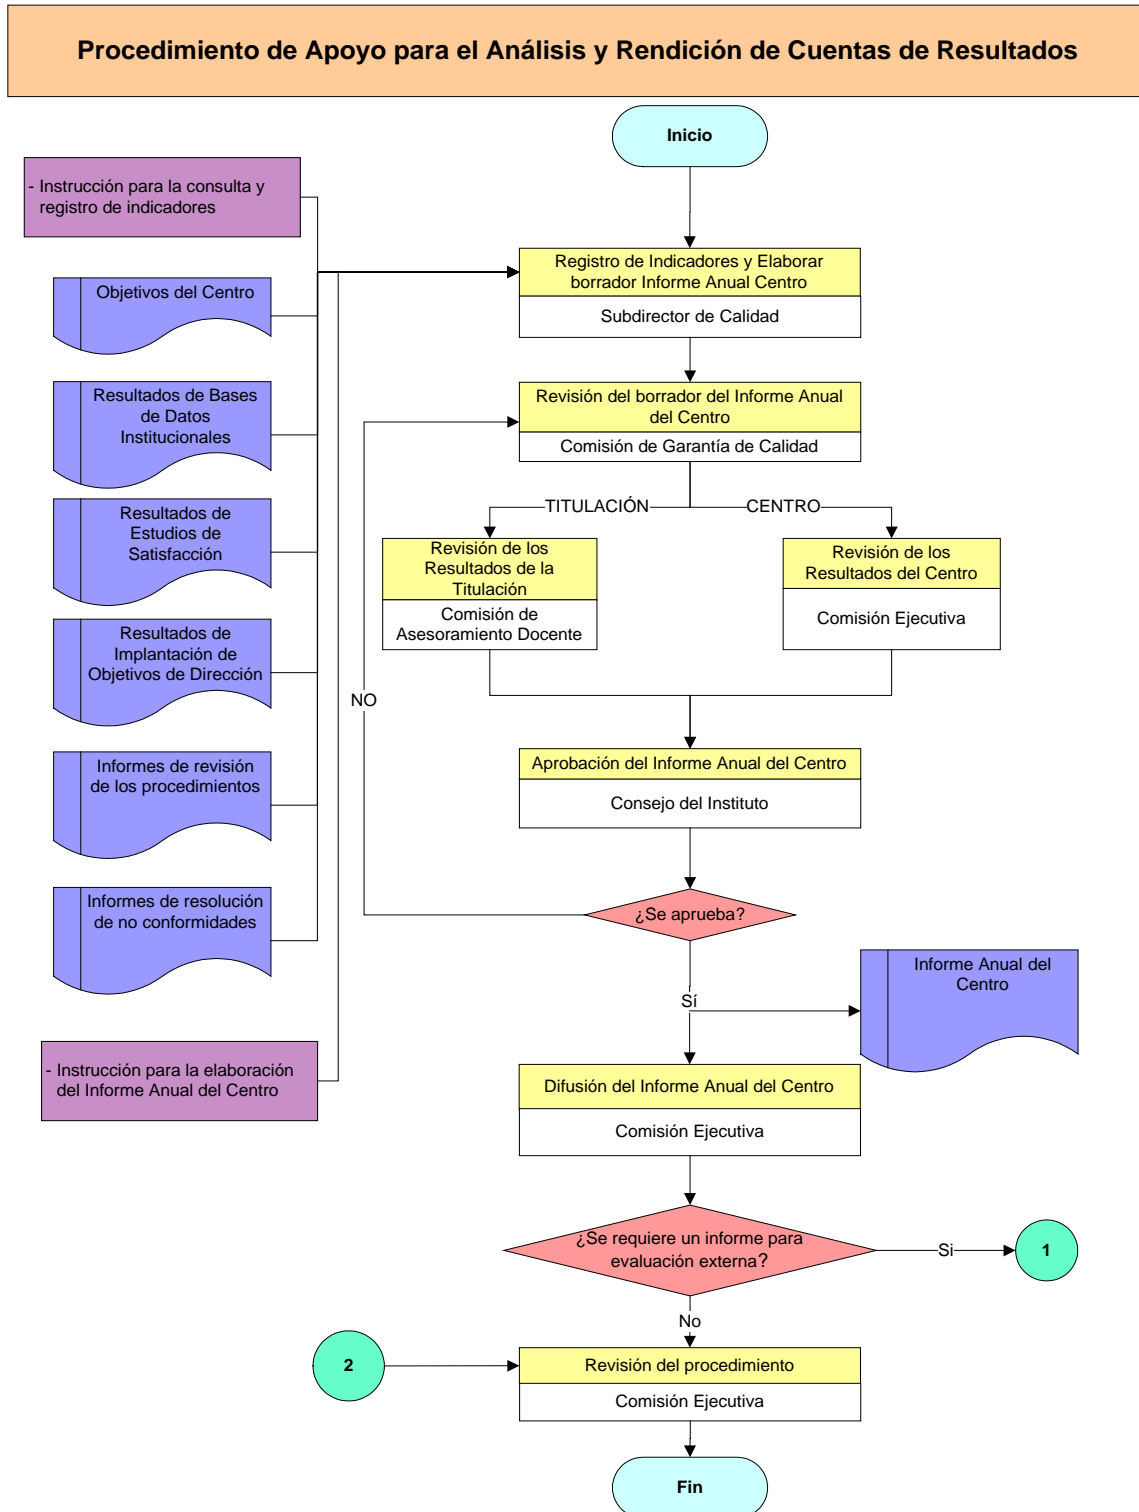 Procedimiento de Apoyo para el Análisis y Rendición de Cuentas de Resultados
Inicio
- Instrucción para la consulta y
registro de indicadores
Registro de Indicadores y Elaborar
borrador Informe Anual Centro
Subdirector de Calidad
Objetivos del Centro
Resultados de Bases
de Datos
Institucionales
Revisión del borrador del Informe Anual
del Centro
Comisión de Garantía de Calidad
TITULACIÓN
CENTRO
Resultados de
Estudios de
Satisfacción
Revisión de los
Resultados de la
Titulación
Comisión de
Asesoramiento Docente
Revisión de los
Resultados del Centro
Comisión Ejecutiva
Resultados de
Implantación de
Objetivos de Dirección
NO
Informes de revisión
de los procedimientos
Aprobación del Informe Anual del Centro
Consejo del Instituto
Informes de resolución
de no conformidades
¿Se aprueba?
Sí
Informe Anual del
Centro
- Instrucción para la elaboración
del Informe Anual del Centro
Difusión del Informe Anual del Centro
Comisión Ejecutiva
¿Se requiere un informe para
evaluación externa?
Si
1
No
2
Revisión del procedimiento
Comisión Ejecutiva
Fin